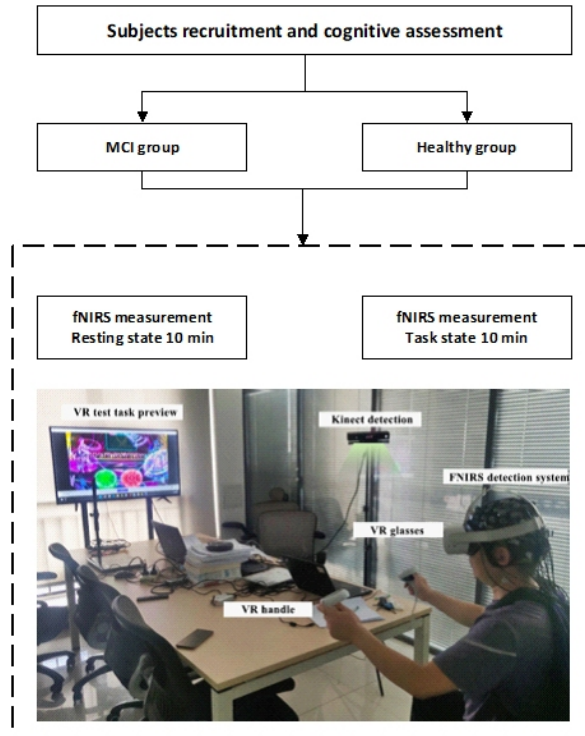 Subjects recruitment and cognitive assessment
MCI group
Healthy group
fNIRS measurement
Resting state 10 min
fNIRS measurement
Task state 10 min
VR test task preview
Kinect detection
FNIRS detection system
VR glasses
VR handle